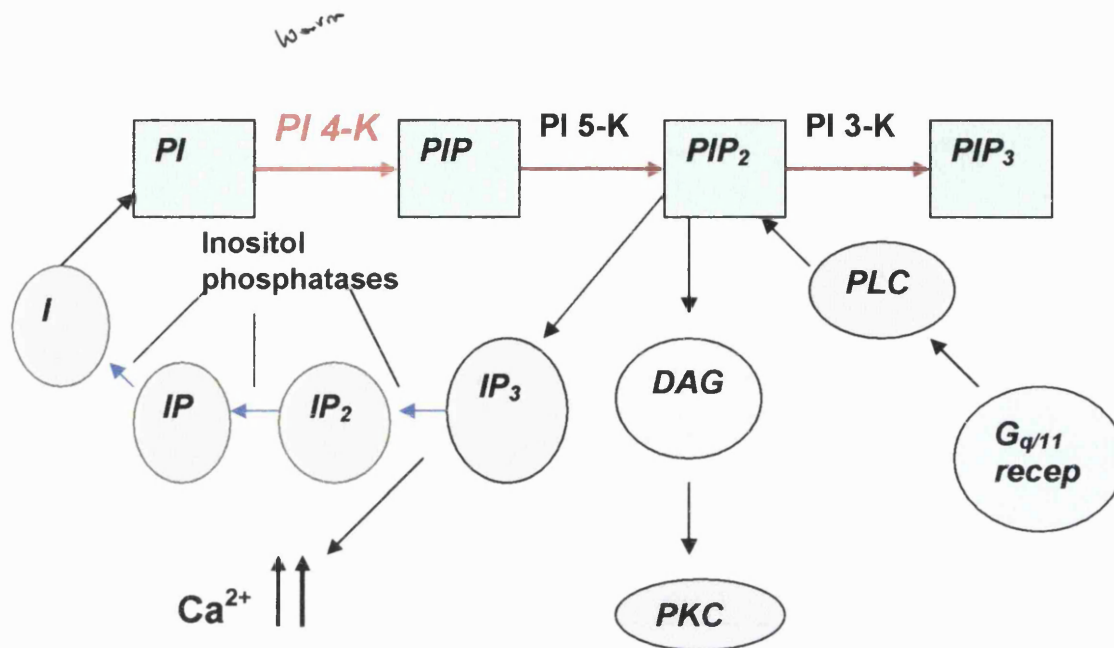 PI 4-K
PI 5-K
PI 3-K
PI
PIP
PIP₂
PIP₃
Inositol
phosphatases
I
PLC
IP
IP₂
IP₃
DAG
Gq/11
recep
Ca²⁺
PKC